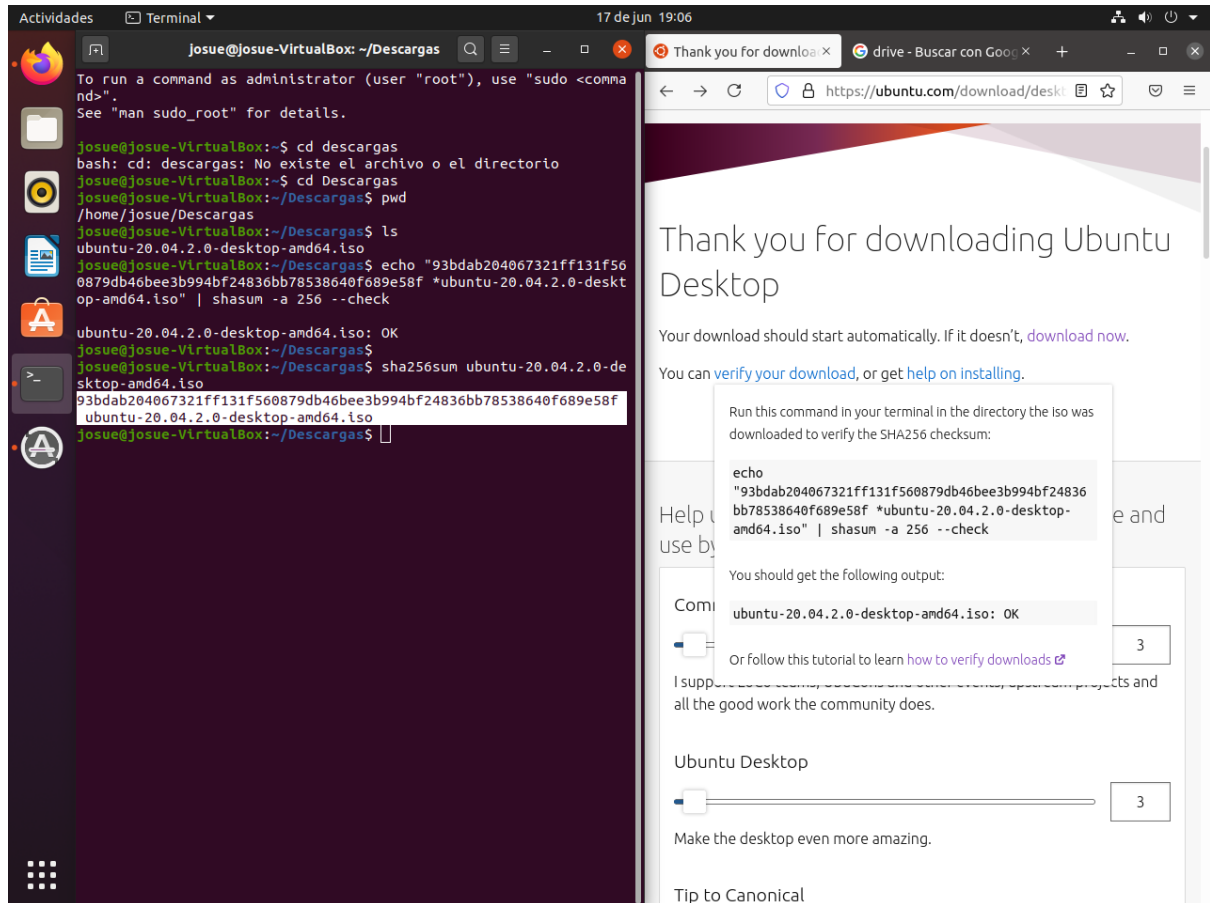 Actividades
Terminal
17 de jun 19:06
josue@josue-VirtualBox: ~/Descargas
To run a command as administrator (user "root"), use "sudo <comma
nd>".
See "man sudo_root" for details.
josue@josue-VirtualBox:~$ cd descargas
bash: cd: descargas: No existe el archivo o el directorio
josue@josue-VirtualBox:~$ cd Descargas
josue@josue-VirtualBox:~/Descargas$ pwd
/home/josue/Descargas
josue@josue-VirtualBox:~/Descargas$ ls
ubuntu-20.04.2.0-desktop-amd64.iso
josue@josue-VirtualBox:~/Descargas$ echo "93bdab204067321ff131f56
0879db46bee3b994bf24836bb78538640f689e58f *ubuntu-20.04.2.0-deskt
op-amd64.iso" | shasum -a 256 --check
ubuntu-20.04.2.0-desktop-amd64.iso: OK
josue@josue-VirtualBox:~/Descargas$
josue@josue-VirtualBox:~/Descargas$ sha256sum ubuntu-20.04.2.0-de
sktop-amd64.iso
93bdab204067321ff131f560879db46bee3b994bf24836bb78538640f689e58f
ubuntu-20.04.2.0-desktop-amd64.iso
josue@josue-VirtualBox:~/Descargas$
Thank you for downloa
drive - Buscar con Goog
https://ubuntu.com/download/deskt
Thank you for downloading Ubuntu
Desktop
Your download should start automatically. If it doesn't, download now.
You can verify your download, or get help on installing.
Run this command in your terminal in the directory the iso was
downloaded to verify the SHA256 checksum:
echo
"93bdab204067321ff131f560879db46bee3b994bf24836
bb78538640f689e58f *ubuntu-20.04.2.0-desktop-
amd64.iso" | shasum -a 256 --check
You should get the following output:
ubuntu-20.04.2.0-desktop-amd64.iso: OK
Or follow this tutorial to learn how to verify downloads
Help
e and
use by
Com
3
I support
projects and
all the good work the community does.
Ubuntu Desktop
3
Make the desktop even more amazing.
Tip to Canonical